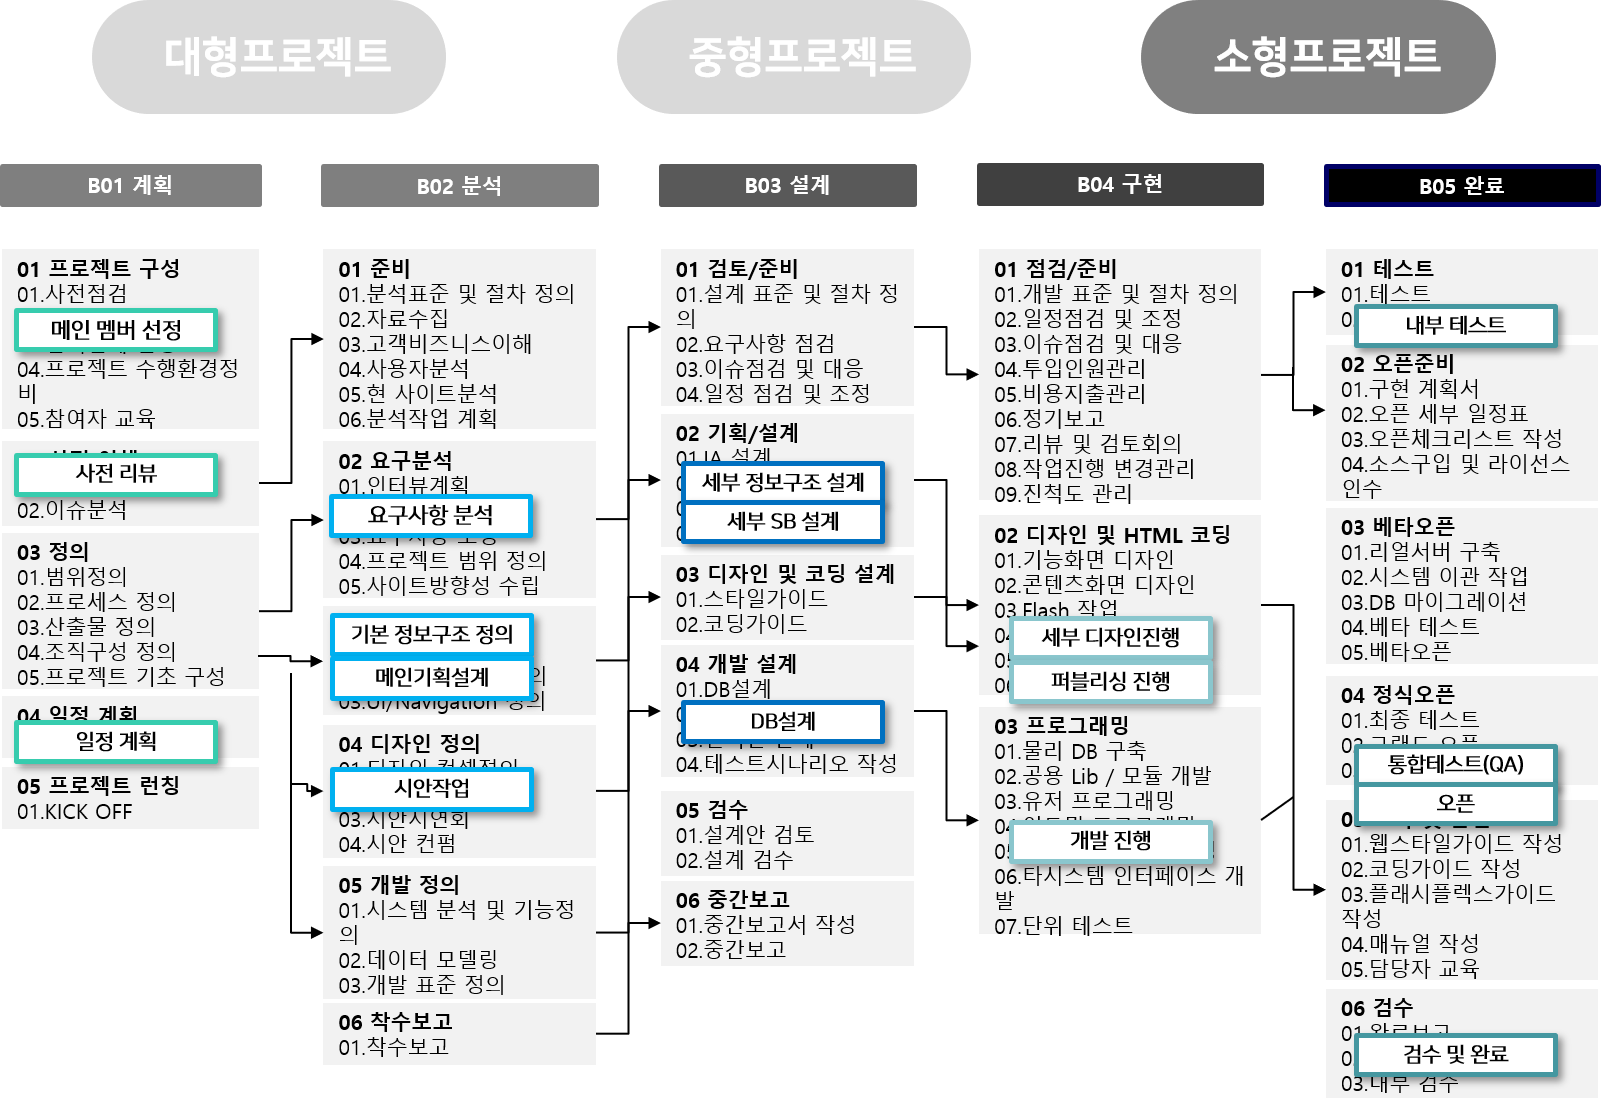 대형프로젝트
중형프로젝트
소형프로젝트
B01 계획
B02 분석
B03 설계
B04 구현
B05 완료
01 프로젝트 구성
01.사전점검
메인 멤버 선정
04.프로젝트 수행환경정
비
05.참여자 교육
사전 리뷰
02.이슈분석
03 정의
01.범위정의
02.프로세스 정의
03.산출물 정의
04.조직구성 정의
05.프로젝트 기초 구성
04 일정 계획
일정 계획
05 프로젝트 런칭
01.KICK OFF
01 준비
01.분석표준 및 절차 정의
02.자료수집
03.고객비즈니스이해
04.사용자분석
05.현 사이트분석
06.분석작업 계획
02 요구분석
01.인터뷰계획
요구사항 분석
04.프로젝트 범위 정의
05.사이트방향성 수립
기본 정보구조 정의
메인기획설계
03.UI/Navigation 정의
04 디자인 정의
01.디자인 컨셉정의
시안작업
03.시안시연회
04.시안 컨펌
05 개발 정의
01.시스템 분석 및 기능정
의
02.데이터 모델링
03.개발 표준 정의
06 착수보고
01.착수보고
01 검토/준비
01.설계 표준 및 절차 정
의
02.요구사항 점검
03.이슈점검 및 대응
04.일정 점검 및 조정
02 기획/설계
01.IA 설계
세부 정보구조 설계
세부 SB 설계
03 디자인 및 코딩 설계
01.스타일가이드
02.코딩가이드
04 개발 설계
01.DB설계
DB설계
04.테스트시나리오 작성
05 검수
01.설계안 검토
02.설계 검수
06 중간보고
01.중간보고서 작성
02.중간보고
01 점검/준비
01.개발 표준 및 절차 정의
02.일정점검 및 조정
03.이슈점검 및 대응
04.투입인원관리
05.비용지출관리
06.정기보고
07.리뷰 및 검토회의
08.작업진행 변경관리
09.진척도 관리
02 디자인 및 HTML 코딩
01.기능화면 디자인
02.콘텐츠화면 디자인
03.Flash 작업
세부 디자인진행
퍼블리싱 진행
03 프로그래밍
01.물리 DB 구축
02.공용 Lib / 모듈 개발
03.유저 프로그래밍
개발 진행
06.타시스템 인터페이스 개
발
07.단위 테스트
01 테스트
01.테스트
내부 테스트
02 오픈준비
01.구현 계획서
02.오픈 세부 일정표
03.오픈체크리스트 작성
04.소스구입 및 라이선스
인수
03 베타오픈
01.리얼서버 구축
02.시스템 이관 작업
03.DB 마이그레이션
04.베타 테스트
05.베타오픈
04 정식오픈
01.최종 테스트
02.그랜드 오픈
통합테스트(QA)
오픈
01.웹스타일가이드 작성
02.코딩가이드 작성
03.플래시플렉스가이드
작성
04.매뉴얼 작성
05.담당자 교육
06 검수
01.완료보고
검수 및 완료
03.내부 검수